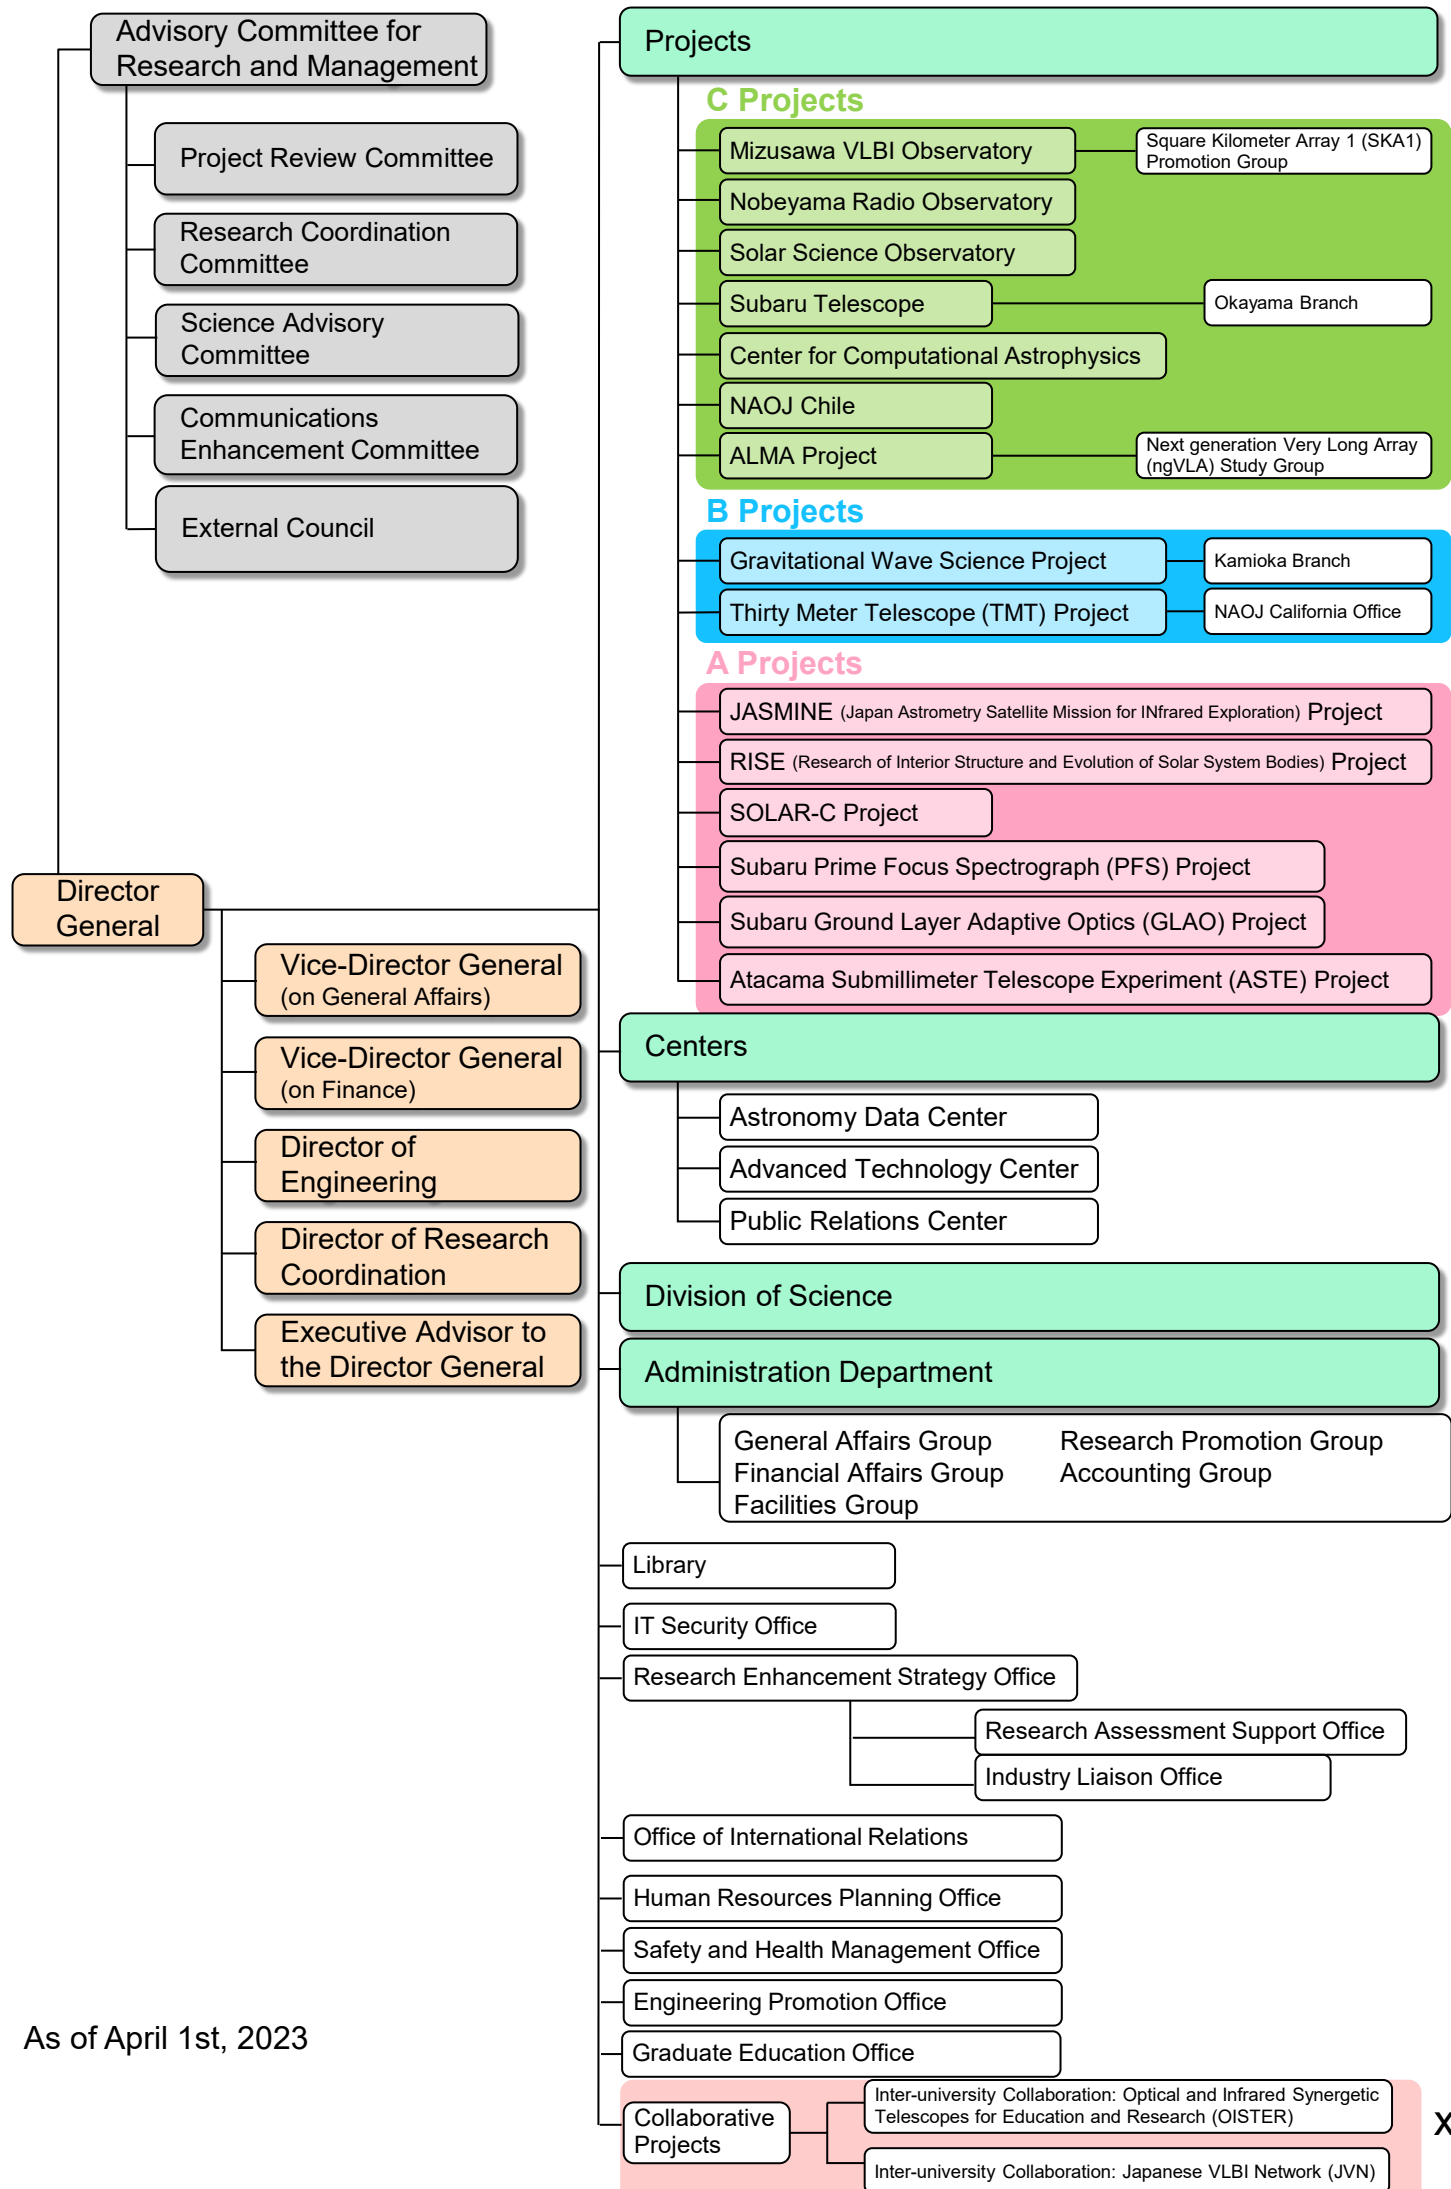 Advisory Committee for
Research and Management
Project Review Committee
Research Coordination
Committee
Science Advisory
Committee
Communications
Enhancement Committee
External Council
Director
General
Vice-Director General
(on General Affairs)
Vice-Director General
(on Finance)
Director of
Engineering
Director of Research
Coordination
Executive Advisor to
the Director General
As of April 1st, 2023
Projects
C Projects
Mizusawa VLBI Observatory
Square Kilometer Array 1 (SKA1)
Promotion Group
Nobeyama Radio Observatory
Solar Science Observatory
Subaru Telescope
Okayama Branch
Center for Computational Astrophysics
NAOJ Chile
ALMA Project
Next generation Very Long Array
(ngVLA) Study Group
B Projects
Gravitational Wave Science Project
Kamioka Branch
Thirty Meter Telescope (TMT) Project
NAOJ California Office
A Projects
JASMINE (Japan Astrometry Satellite Mission for INfrared Exploration) Project
RISE (Research of Interior Structure and Evolution of Solar System Bodies) Project
SOLAR-C Project
Subaru Prime Focus Spectrograph (PFS) Project
Subaru Ground Layer Adaptive Optics (GLAO) Project
Atacama Submillimeter Telescope Experiment (ASTE) Project
Centers
Astronomy Data Center
Advanced Technology Center
Public Relations Center
Division of Science
Administration Department
General Affairs Group Research Promotion Group
Financial Affairs Group Accounting Group
Facilities Group
Library
IT Security Office
Research Enhancement Strategy Office
Research Assessment Support Office
Industry Liaison Office
Office of International Relations
Human Resources Planning Office
Safety and Health Management Office
Engineering Promotion Office
Graduate Education Office
Collaborative
Projects
Inter-university Collaboration: Optical and Infrared Synergetic
Telescopes for Education and Research (OISTER)
Inter-university Collaboration: Japanese VLBI Network (JVN)